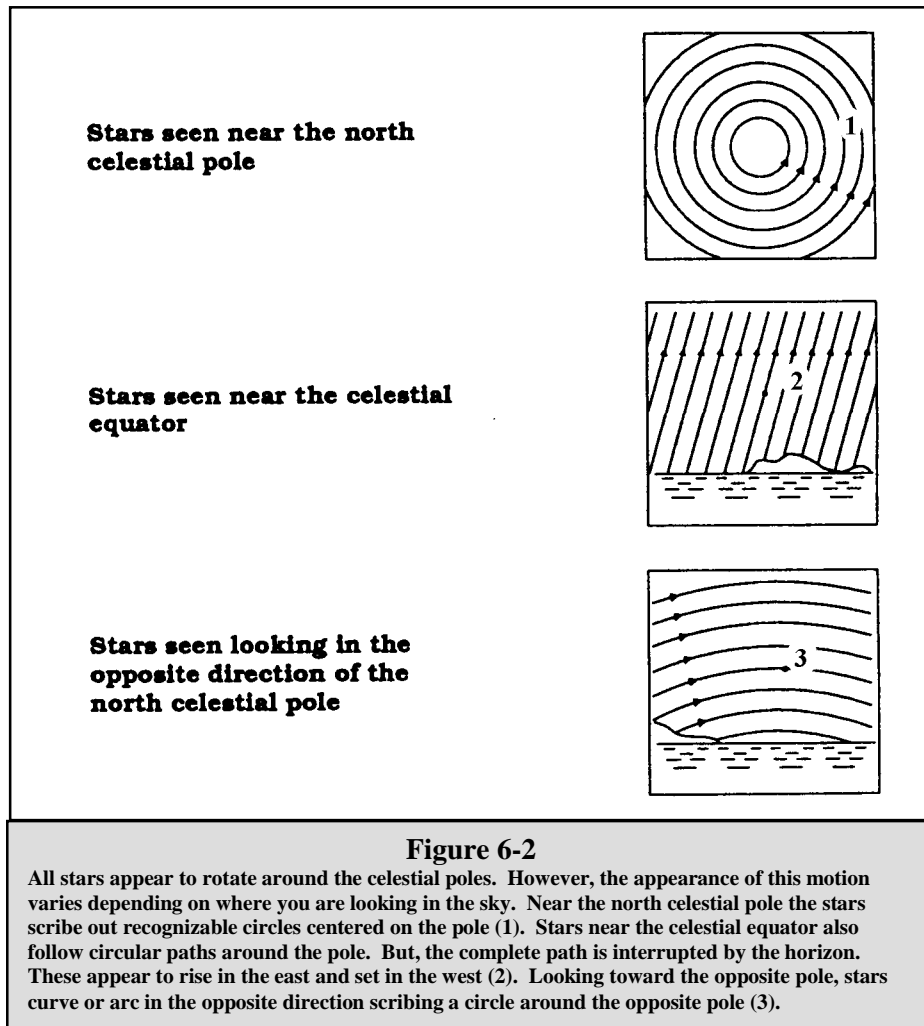 Stars seen near the north
celestial pole
1
Stars seen near the celestial
equator
2
Stars seen looking in the
opposite direction of the
north celestial pole
3
Figure 6-2
All stars appear to rotate around the celestial poles. However, the appearance of this motion
varies depending on where you are looking in the sky. Near the north celestial pole the stars
scribe out recognizable circles centered on the pole (1). Stars near the celestial equator also
follow circular paths around the pole. But, the complete path is interrupted by the horizon.
These appear to rise in the east and set in the west (2). Looking toward the opposite pole, stars
curve or arc in the opposite direction scribing a circle around the opposite pole (3).